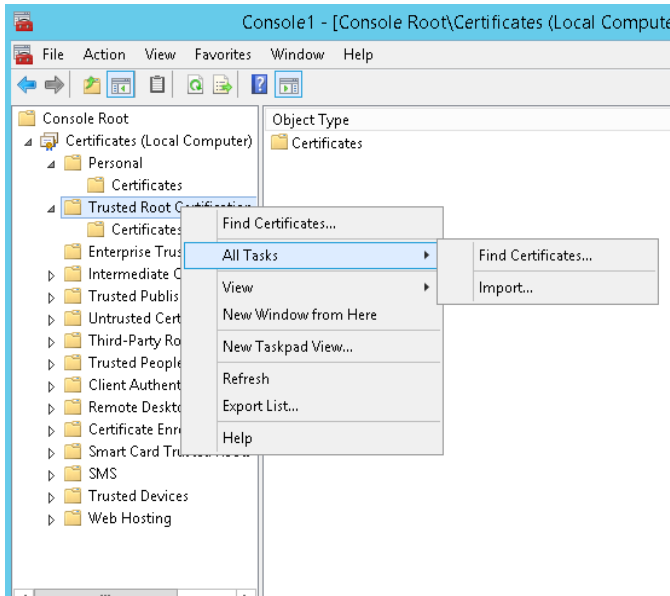 Console1 - [Console Root\Certificates (Local Compute
File Action View Favorites Window Help
Console Root
Certificates (Local Computer)
Personal
Certificates
Trusted Root Certification
Certificates
Enterprise Trus
Intermediate C
Trusted Publis
Untrusted Cert
Third-Party Ro
Trusted People
Client Authent
Remote Deskto
Certificate Enr
Smart Card Trusted Roots
SMS
Trusted Devices
Web Hosting
Object Type
Certificates
Find Certificates...
All Tasks
View
New Window from Here
New Taskpad View...
Refresh
Export List...
Help
Find Certificates...
Import...